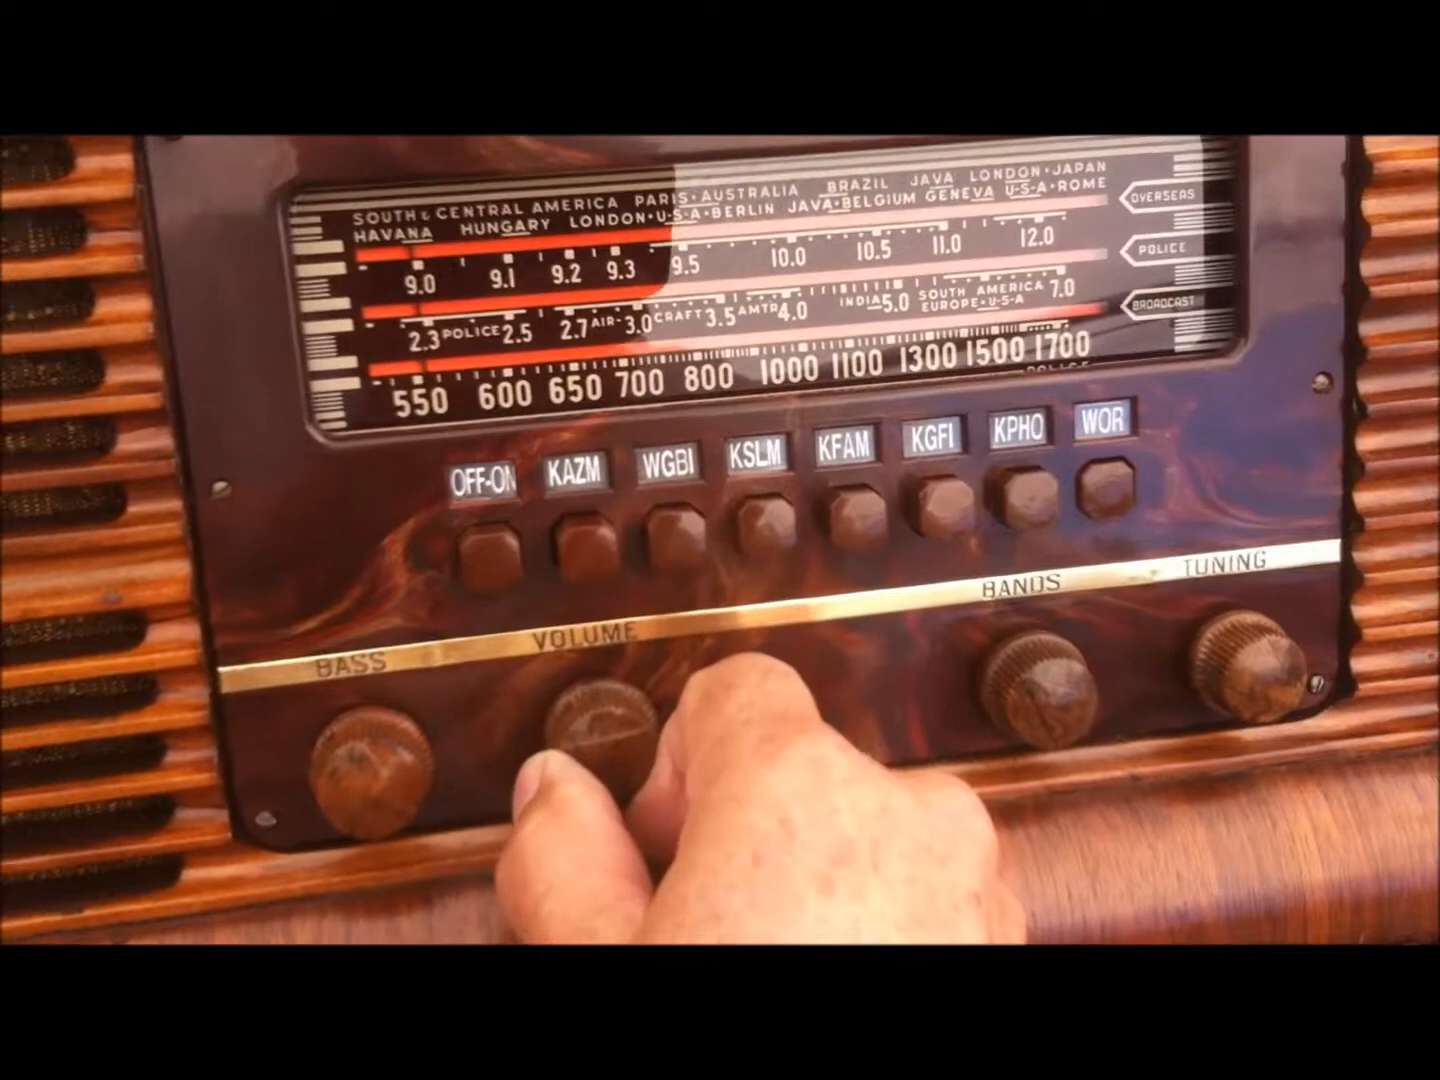 SOUTH & CENTRAL AMERICA PARIS·AUSTRALIA BRAZIL JAVA LONDON·JAPAN
HAVANA HUNGARY LONDON·U·S·A·BERLIN JAVA·BELGIUM GENEVA U·S·A·ROME
OVERSEAS
9.0 9.1 9.2 9.3 9.5 10.0 10.5 11.0 12.0
POLICE
2.3 POLICE 2.5 2.7 AIR- 3.0 CRAFT 3.5 AMTR 4.0 INDIA 5.0 SOUTH AMERICA 7.0
EUROPE·U·S·A
BROADCAST
550 600 650 700 800 1000 1100 1300 1500 1700
POLICE
OFF-ON KAZM WGBI KSLM KFAM KGFI KPHO WOR
BASS VOLUME BANDS TUNING